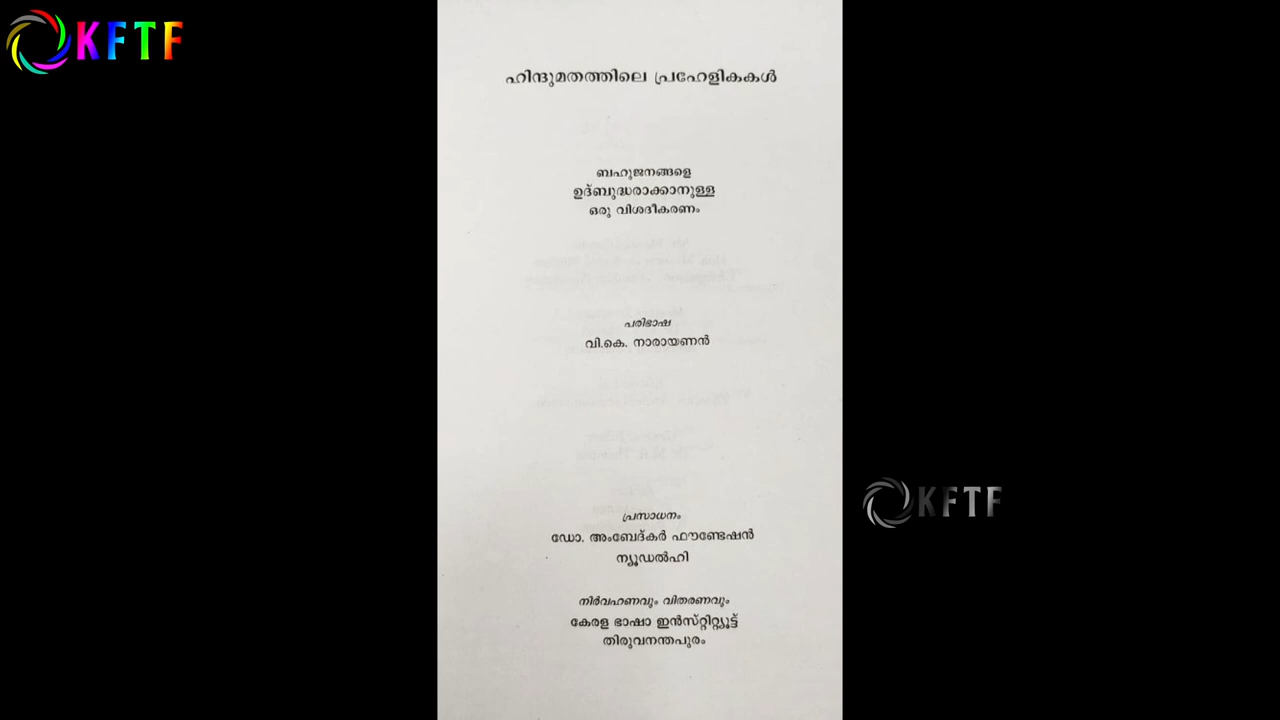 KFTF
ഹിന്ദുമതത്തിലെ പ്രഹേളികകൾ
ബഹുജനങ്ങളെ
ഉദ്ബുദ്ധരാക്കാനുള്ള
ഒരു വിശദീകരണം
പരിഭാഷ
വി.കെ. നാരായണൻ
KFTF
പ്രസാധനം
ഡോ. അംബേദ്കർ ഫൗണ്ടേഷൻ
ന്യൂഡൽഹി
നിർവഹണവും വിതരണവും
കേരള ഭാഷാ ഇൻസ്റ്റിറ്റ്യൂട്ട്
തിരുവനന്തപുരം